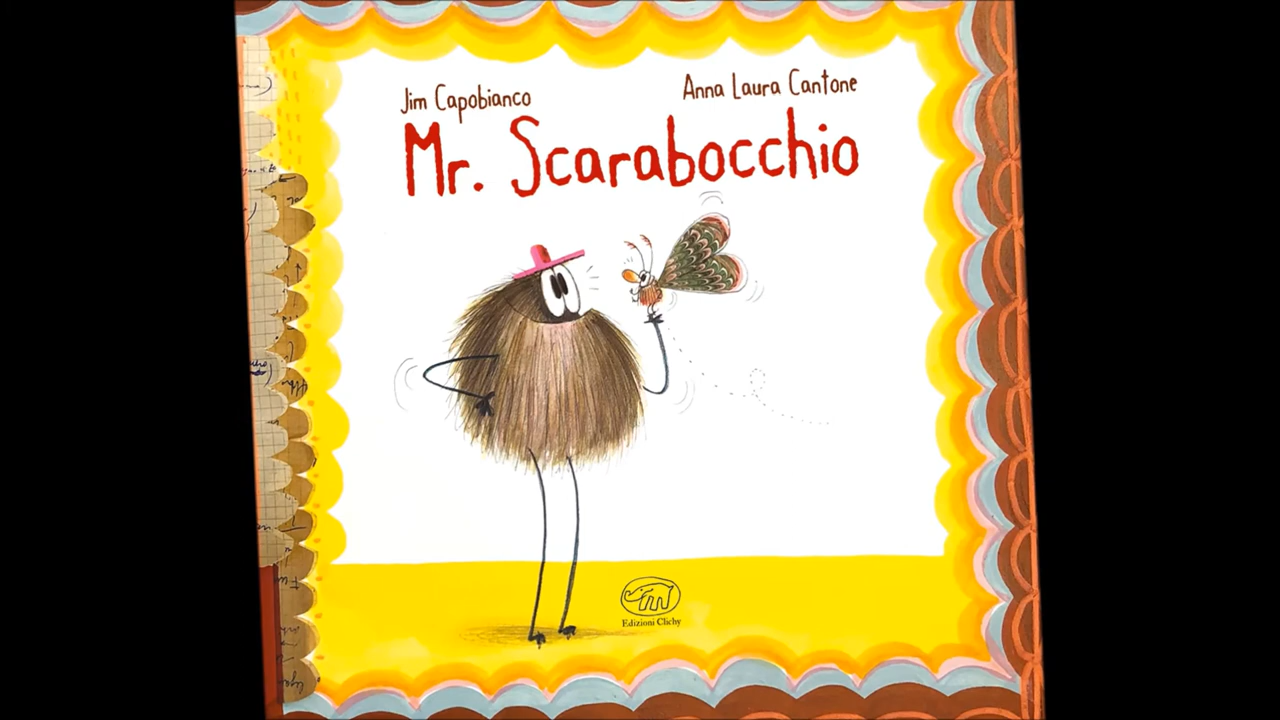 Jim Capobianco
Anna Laura Cantone
Mr. Scarabocchio
Edizioni Clichy